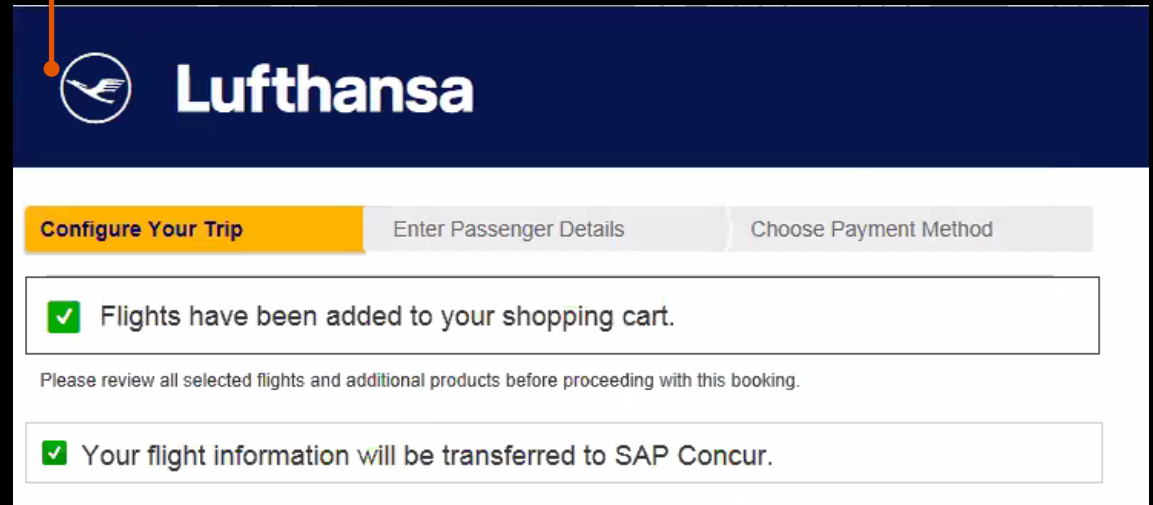 Lufthansa
Configure Your Trip
Enter Passenger Details
Choose Payment Method
Flights have been added to your shopping cart.
Please review all selected flights and additional products before proceeding with this booking.
Your flight information will be transferred to SAP Concur.